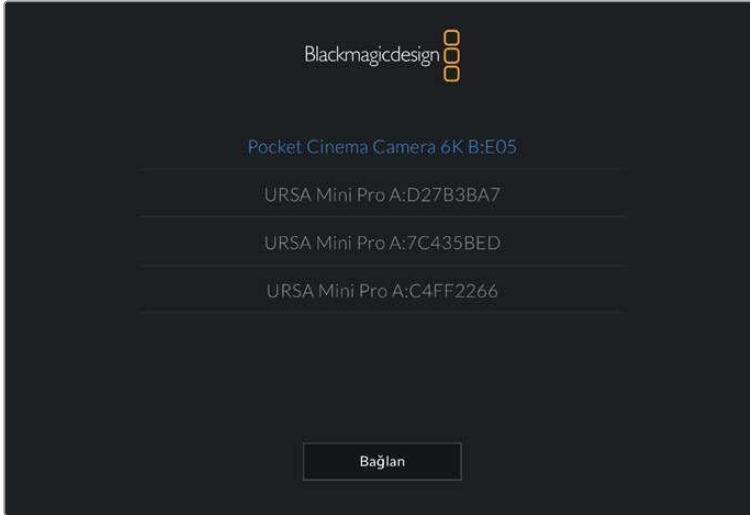 Blackmagicdesign
Pocket Cinema Camera 6K B:E05
URSA Mini Pro A:D27B3BA7
URSA Mini Pro A:7C435BED
URSA Mini Pro A:C4FF2266
Bağlan